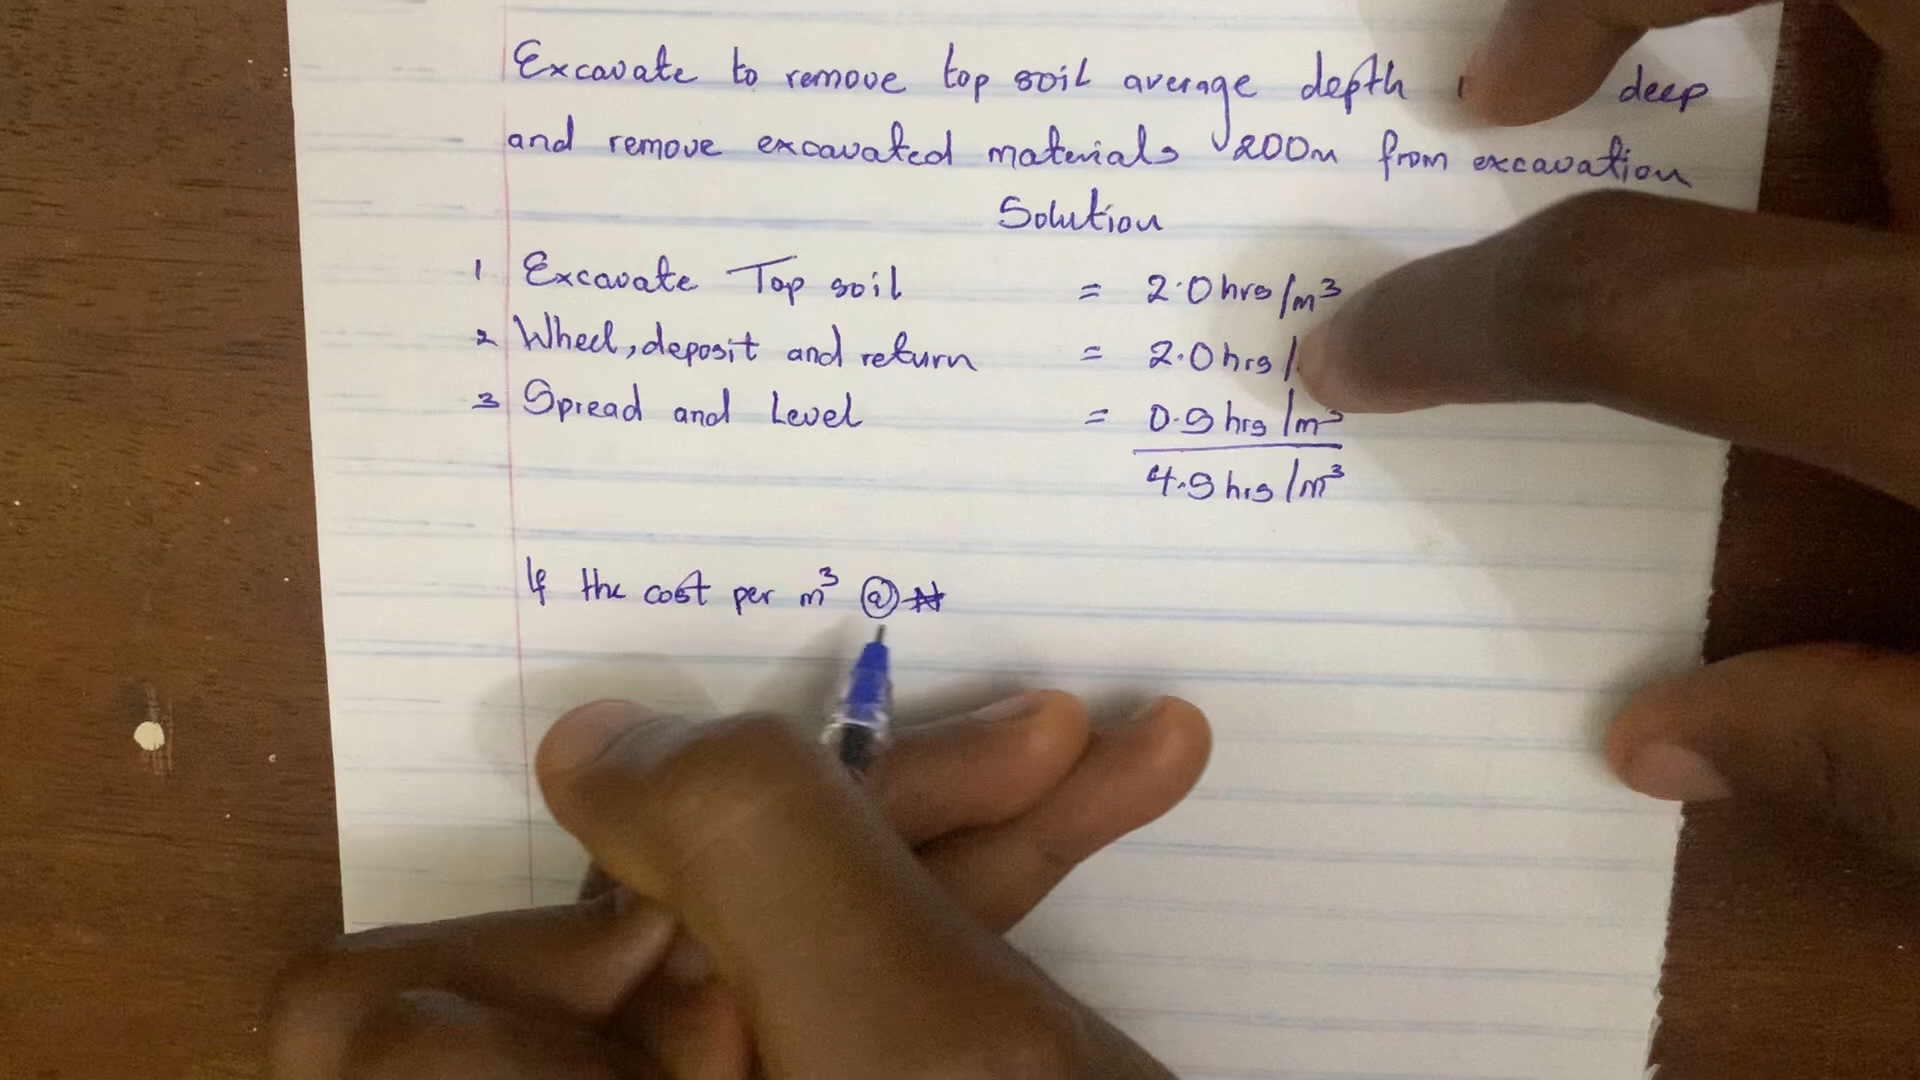 Excavate to remove top soil average depth deep
and remove excavated materials 200m from excavation
Solution
1 Excavate Top soil = 2.0hrs/m³
2 Wheel, deposit and return = 2.0hrs/
3 Spread and Level = 0.9hrs/m³
4.9hrs/m³
If the cost per m³ @ ₦